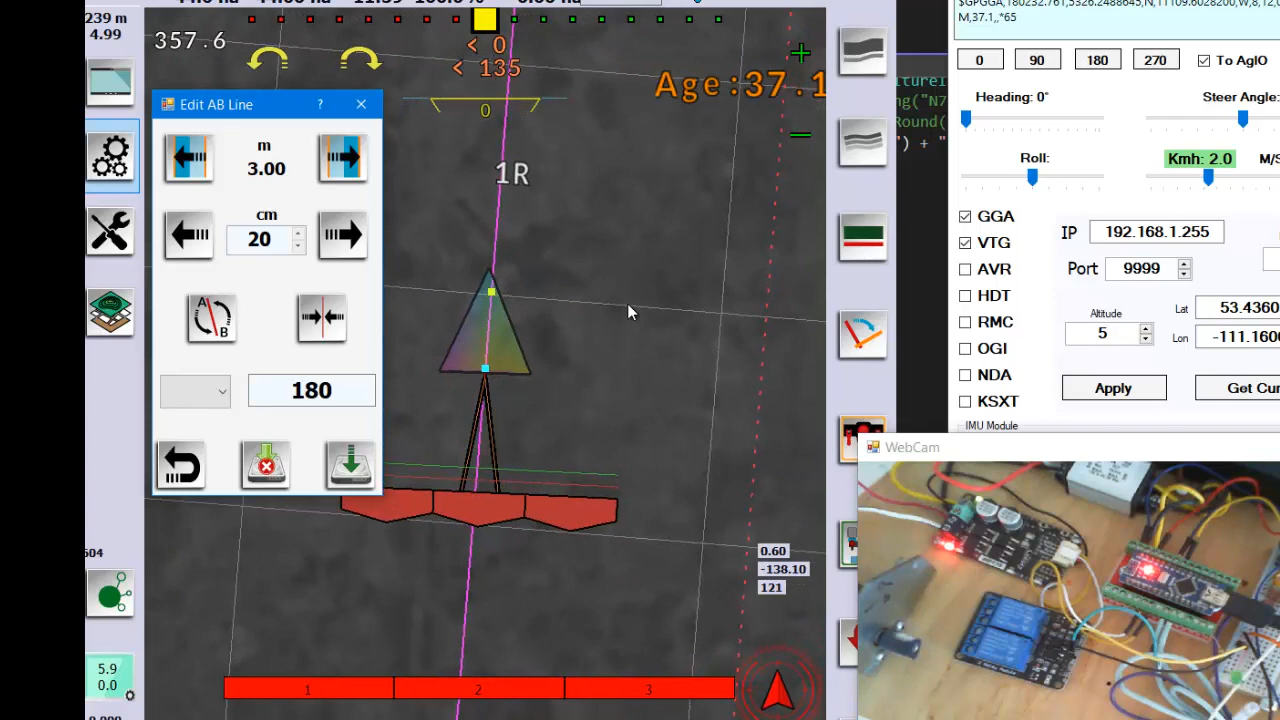 239 m
4.99
357.6
< 0
< 135
Age:37.1
0
1R
Edit AB Line
?
m
3.00
cm
20
A
B
180
604
5.9
0.0
0.60
-138.10
121
1
2
3
$GPGGA,180232.761,5326.2488645,N,11109.6028200,W,8,12,0
M,37.1,,*65
0
90
180
270
To AgIO
Heading: 0°
Steer Angle:
Roll:
Kmh: 2.0
M/S
GGA
VTG
AVR
HDT
RMC
OGI
NDA
KSXT
IP
192.168.1.255
Port
9999
Altitude
5
Lat
53.4360
Lon
-111.1600
Apply
Get Cur
IMU Module
WebCam
ng("N7
Round(
") + "